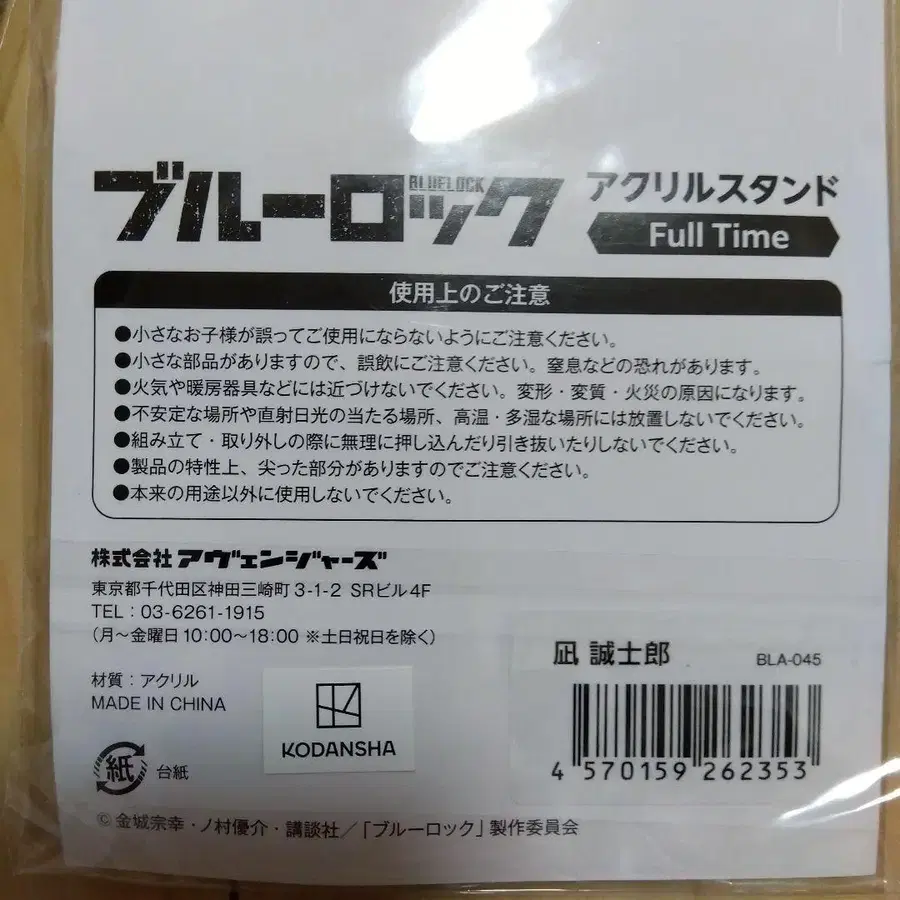 ブルーロック
BLUELOCK
アクリルスタンド
Full Time
使用上のご注意
●小さなお子様が誤ってご使用にならないようにご注意ください。
●小さな部品がありますので、誤飲にご注意ください。窒息などの恐れがあります。
●火気や暖房器具などには近づけないでください。変形・変質・火災の原因になります。
●不安定な場所や直射日光の当たる場所、高温・多湿な場所には放置しないでください。
●組み立て・取り外しの際に無理に押し込んだり引き抜いたりしないでください。
●製品の特性上、尖った部分がありますのでご注意ください。
●本来の用途以外に使用しないでください。
株式会社 アヴェンジャーズ
東京都千代田区神田三崎町3-1-2 SRビル4F
TEL：03-6261-1915
（月～金曜日10:00～18:00 ※土日祝日を除く）
材質：アクリル
MADE IN CHINA
KODANSHA
紙 台紙
凪 誠士郎 BLA-045
4 570159 262353
©金城宗幸・ノ村優介・講談社／「ブルーロック」製作委員会